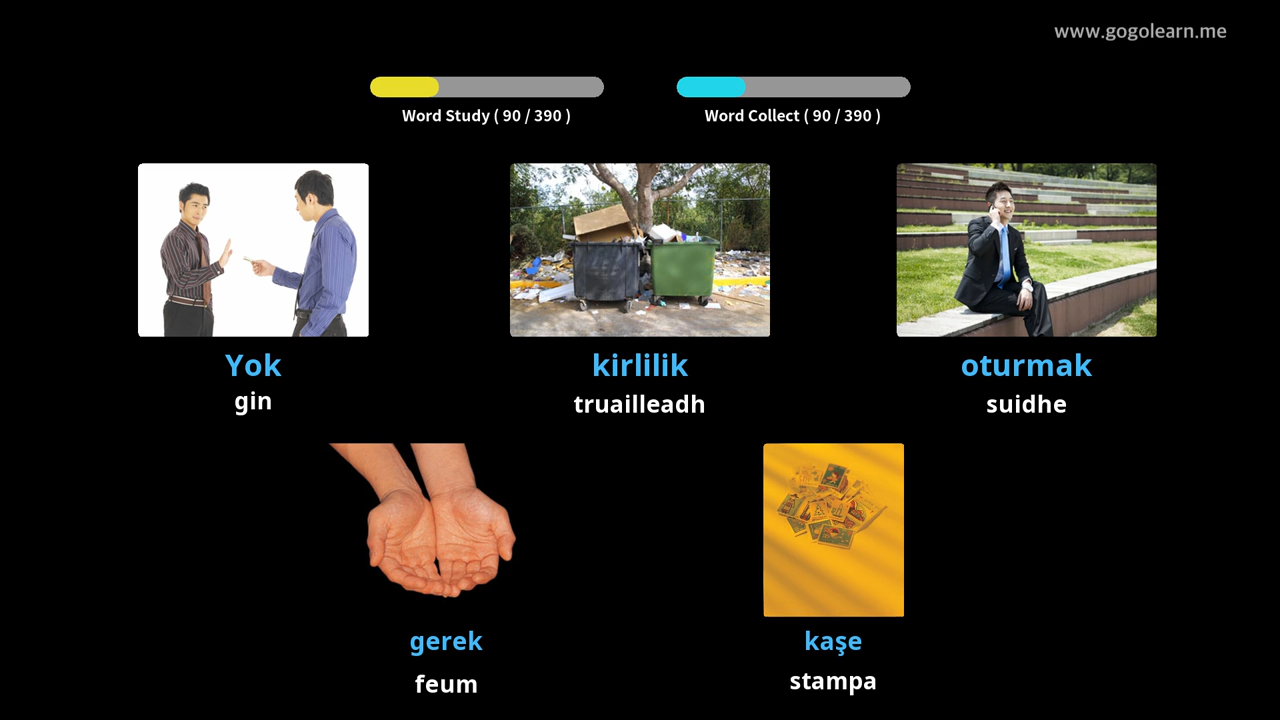 www.gogolearn.me
Word Study ( 90 / 390 )
Word Collect ( 90 / 390 )
Yok
gin
kirlilik
truailleadh
oturmak
suidhe
gerek
feum
kaşe
stampa